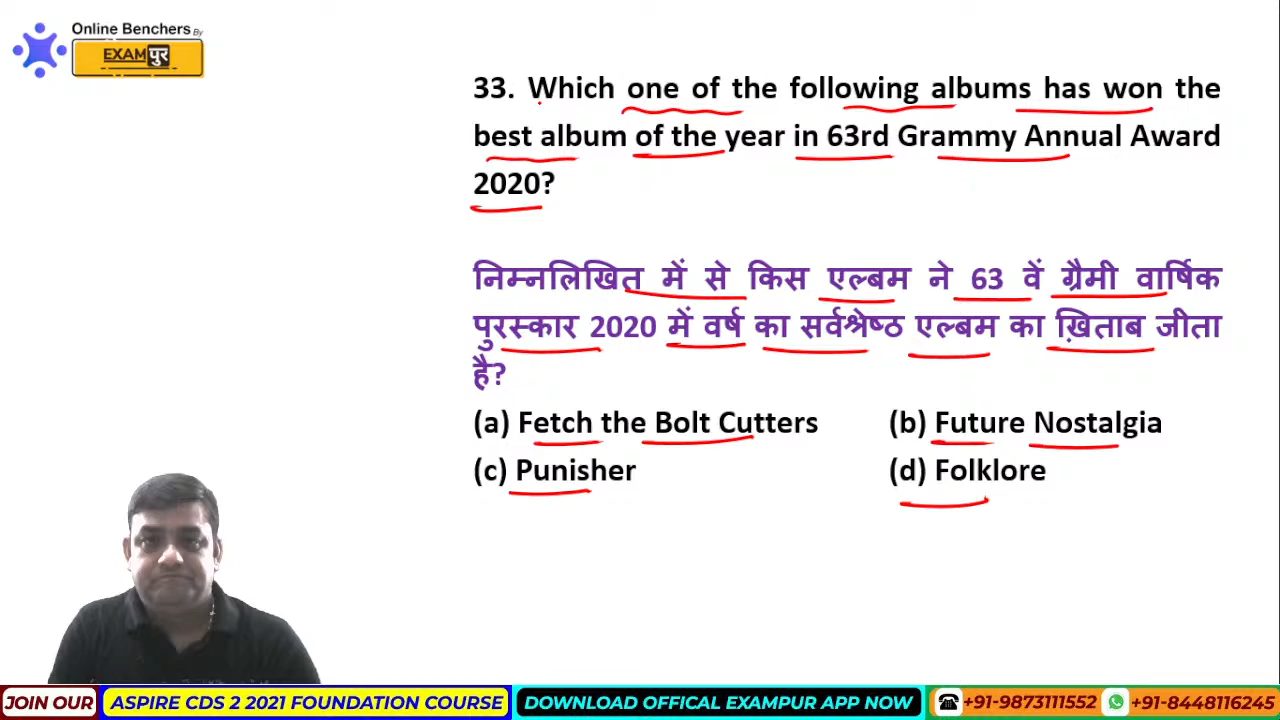 Online Benchers By
EXAMपुर
33. Which one of the following albums has won the
best album of the year in 63rd Grammy Annual Award
2020?
निम्नलिखित में से किस एल्बम ने 63 वें ग्रैमी वार्षिक
पुरस्कार 2020 में वर्ष का सर्वश्रेष्ठ एल्बम का ख़िताब जीता
है?
(a) Fetch the Bolt Cutters (b) Future Nostalgia
(c) Punisher (d) Folklore
JOIN OUR ASPIRE CDS 2 2021 FOUNDATION COURSE DOWNLOAD OFFICAL EXAMPUR APP NOW +91-9873111552 +91-8448116245